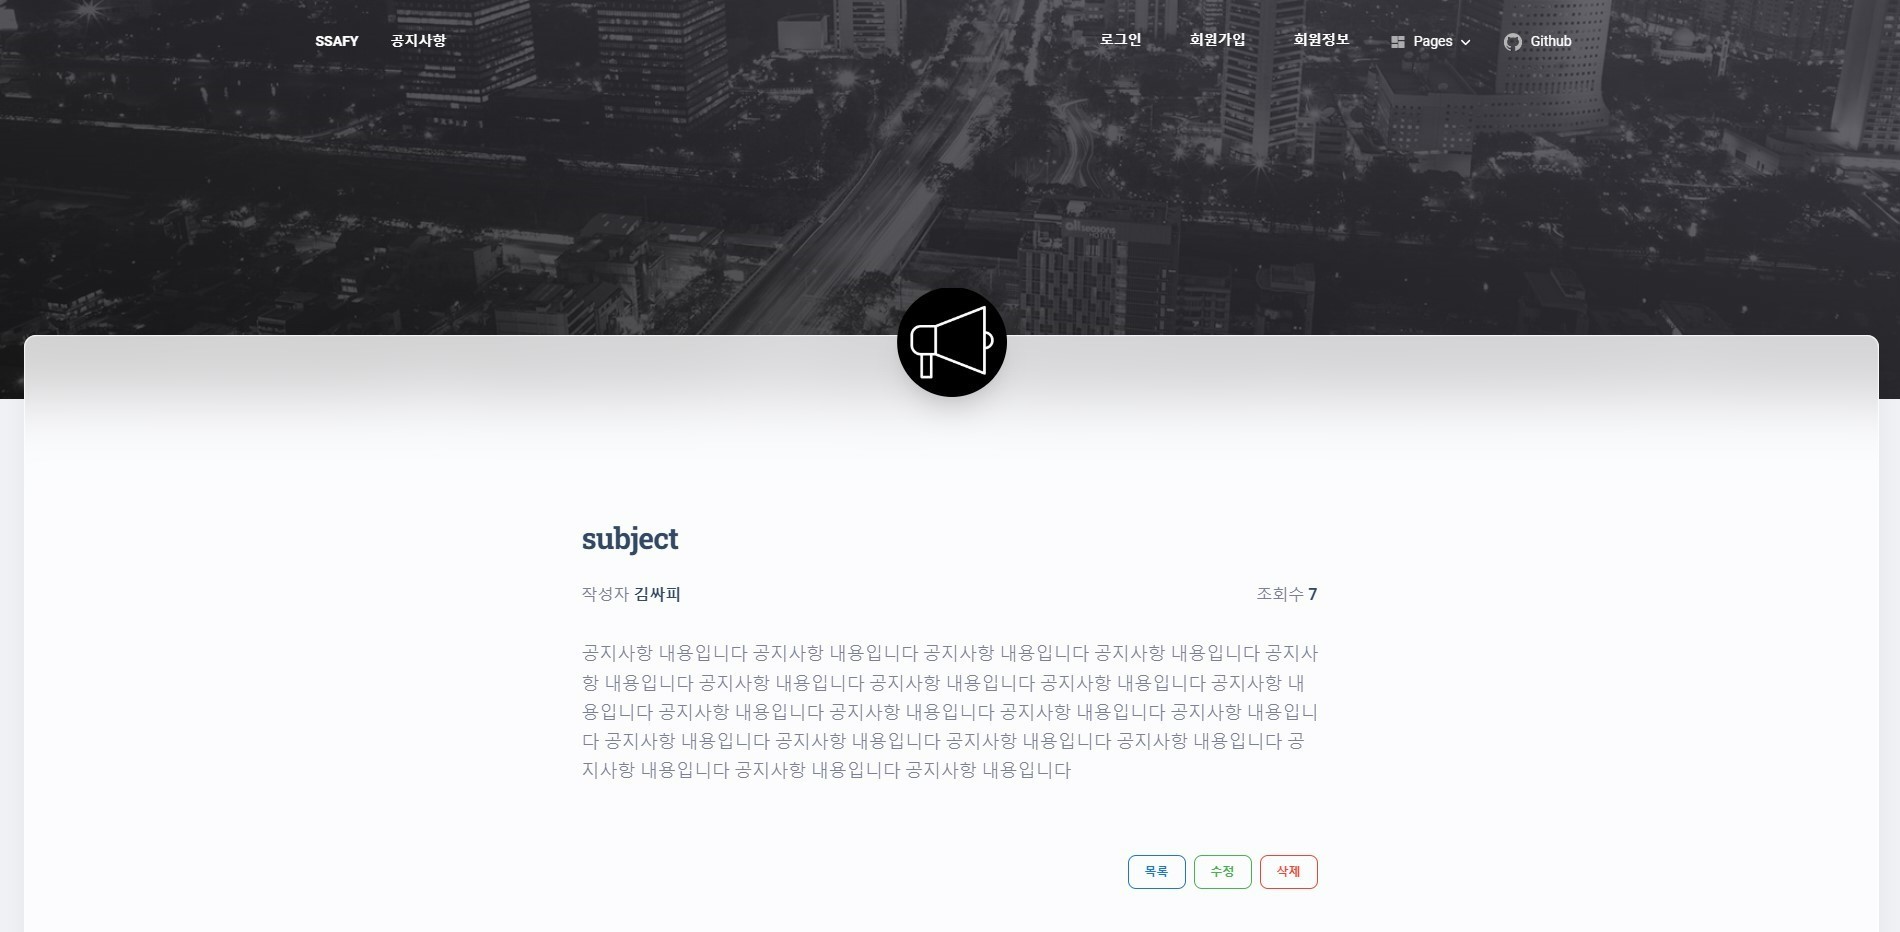 SSAFY 공지사항 로그인 회원가입 회원정보 Pages Github
all seasons
subject
작성자 김싸피 조회수 7
공지사항 내용입니다 공지사항 내용입니다 공지사항 내용입니다 공지사항 내용입니다 공지사
항 내용입니다 공지사항 내용입니다 공지사항 내용입니다 공지사항 내용입니다 공지사항 내
용입니다 공지사항 내용입니다 공지사항 내용입니다 공지사항 내용입니다 공지사항 내용입니
다 공지사항 내용입니다 공지사항 내용입니다 공지사항 내용입니다 공지사항 내용입니다 공
지사항 내용입니다 공지사항 내용입니다 공지사항 내용입니다
목록 수정 삭제